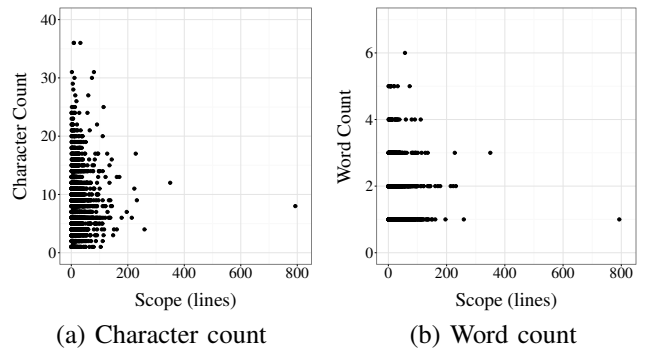 40
30
20
10
0
Character Count
0 200 400 600 800
Scope (lines)
(a) Character count
6
4
2
0
Word Count
0 200 400 600 800
Scope (lines)
(b) Word count